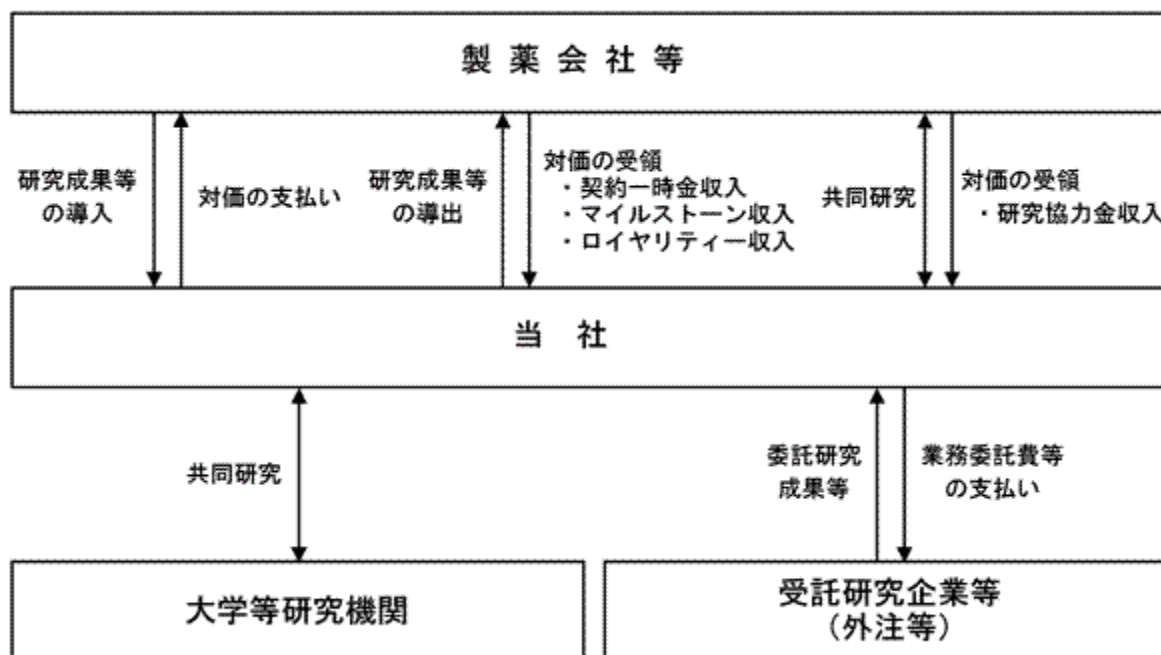 製薬会社等
研究成果等
の導入
対価の支払い
研究成果等
の導出
対価の受領
・契約一時金収入
・マイルストーン収入
・ロイヤリティー収入
共同研究
対価の受領
・研究協力金収入
当 社
共同研究
委託研究
成果等
業務委託費等
の支払い
大学等研究機関
受託研究企業等
（外注等）